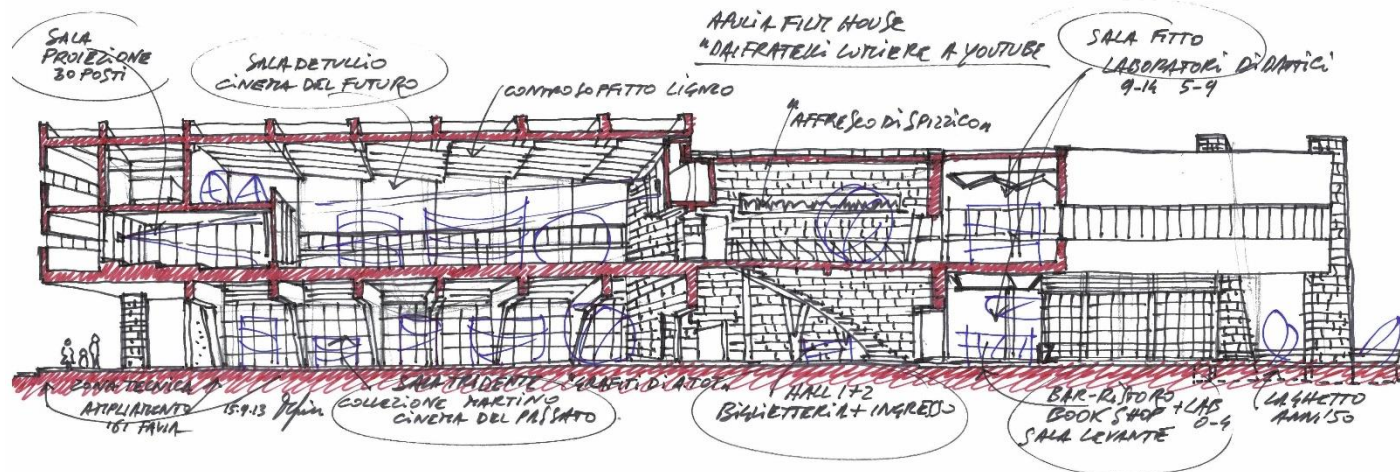 SALA
PROIEZIONE
30 POSTI
SALA DETULLIO
CINEMA DEL FUTURO
CONTROSOFFITTO LIGNEO
APULIA FILM HOUSE
"DAI FRATELLI LUMIERE A YOUTUBE
"AFFRESCO DI SPIZZICO"
SALA FITTO
LABORATORI DIDATTICI
9-14 5-9
ZONA TECNICA
AMPLIAMENTO
'61 FAVIA
15.9.13
SALA TRIDENTE "GRAFITI DI
COLLEZIONE MARTINO
CINEMA DEL PASSATO
HALL 1+2
BIGLIETTERIA + INGRESSO
BAR-RISTORO
BOOK SHOP + LAB
0-4
SALA LEVANTE
LAGHETTO
ANNI '50